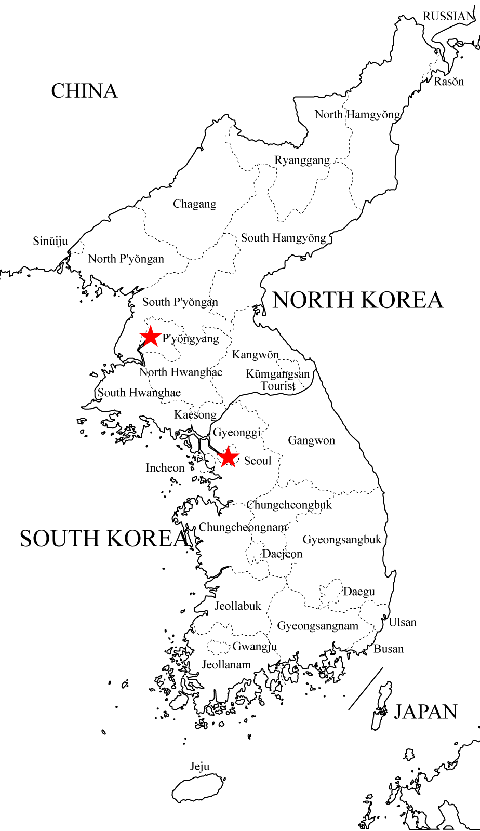 RUSSIAN
CHINA
Rasŏn
North Hamgyŏng
Ryanggang
Chagang
Sinŭiju
South Hamgyŏng
North P'yŏngan
South P'yŏngan
NORTH KOREA
P'yŏngyang
Kangwŏn
North Hwanghae
Kŭmgangsan
Tourist
South Hwanghae
Kaesong
Gyeonggi
Gangwon
Incheon
Seoul
Chungcheongbuk
Chungcheongnam
SOUTH KOREA
Gyeongsangbuk
Daejeon
Daegu
Jeollabuk
Ulsan
Gyeongsangnam
Gwangju
Busan
Jeollanam
JAPAN
Jeju